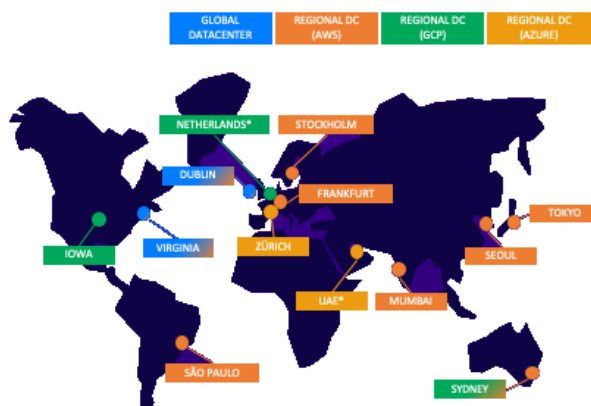 GLOBAL
DATACENTER
REGIONAL DC
(AWS)
REGIONAL DC
(GCP)
REGIONAL DC
(AZURE)
NETHERLANDS*
STOCKHOLM
DUBLIN
FRANKFURT
TOKYO
IOWA
VIRGINIA
ZÜRICH
SEOUL
UAE*
MUMBAI
SÃO PAULO
SYDNEY